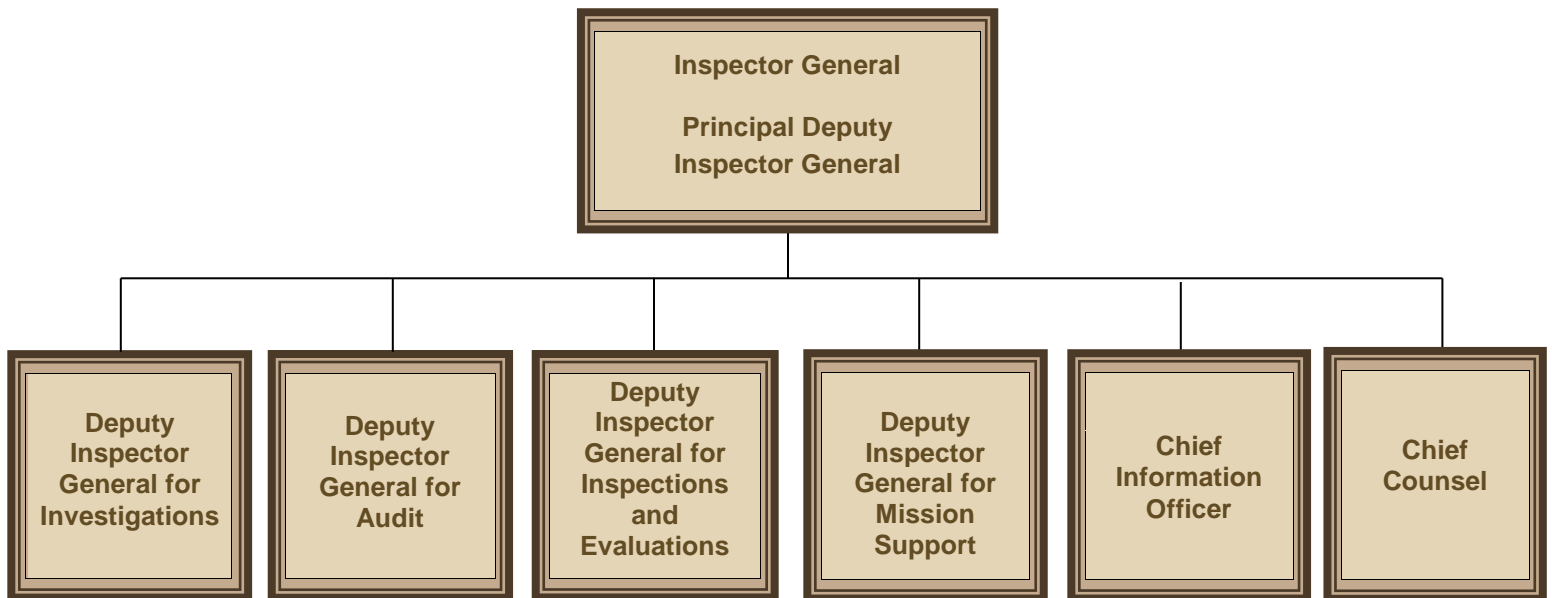 Inspector General
Principal Deputy
Inspector General
Deputy
Inspector
General for
Investigations
Deputy
Inspector
General for
Audit
Deputy
Inspector
General for
Inspections
and
Evaluations
Deputy
Inspector
General for
Mission
Support
Chief
Information
Officer
Chief
Counsel